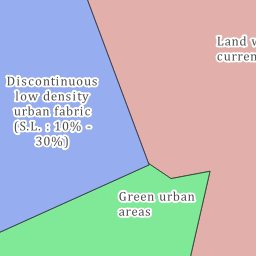 Land
curren
Discontinuous
low density
urban fabric
(S.L. : 10% -
30%)
Green urban
areas